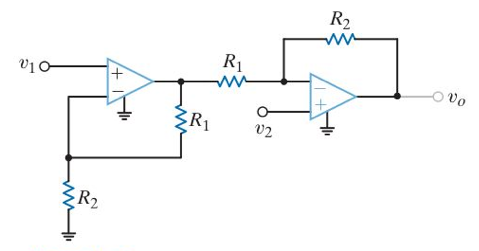 R₂
v₁
+
−
R₁
−
+
vₒ
R₁
v₂
R₂